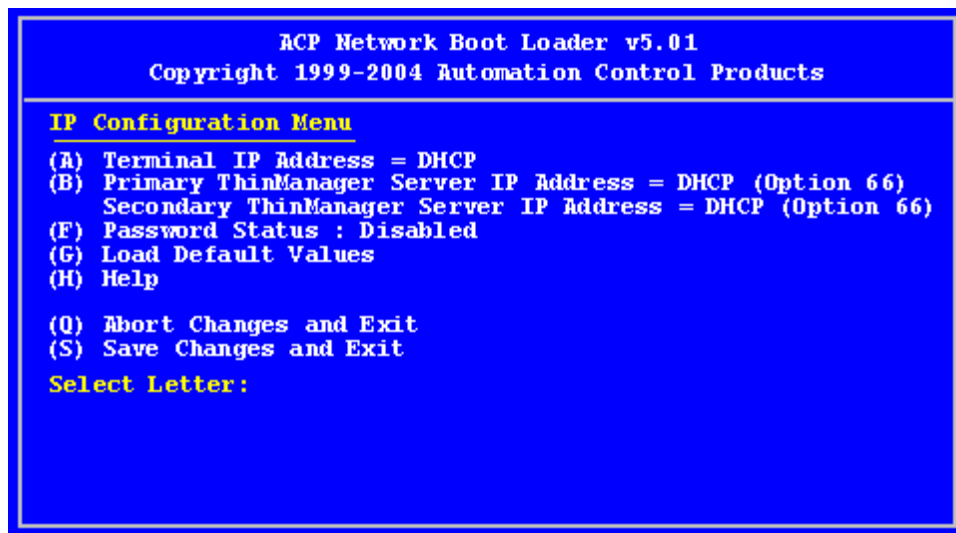 ACP Network Boot Loader v5.01
Copyright 1999-2004 Automation Control Products
IP Configuration Menu
(A) Terminal IP Address = DHCP
(B) Primary ThinManager Server IP Address = DHCP (Option 66)
Secondary ThinManager Server IP Address = DHCP (Option 66)
(F) Password Status : Disabled
(G) Load Default Values
(H) Help
(Q) Abort Changes and Exit
(S) Save Changes and Exit
Select Letter: